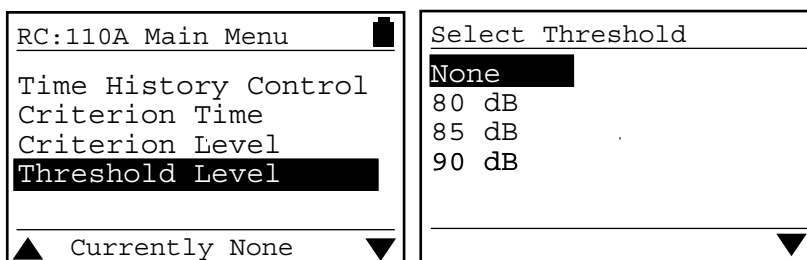 RC:110A Main Menu
Time History Control
Criterion Time
Criterion Level
Threshold Level
Currently None
Select Threshold
None
80 dB
85 dB
90 dB